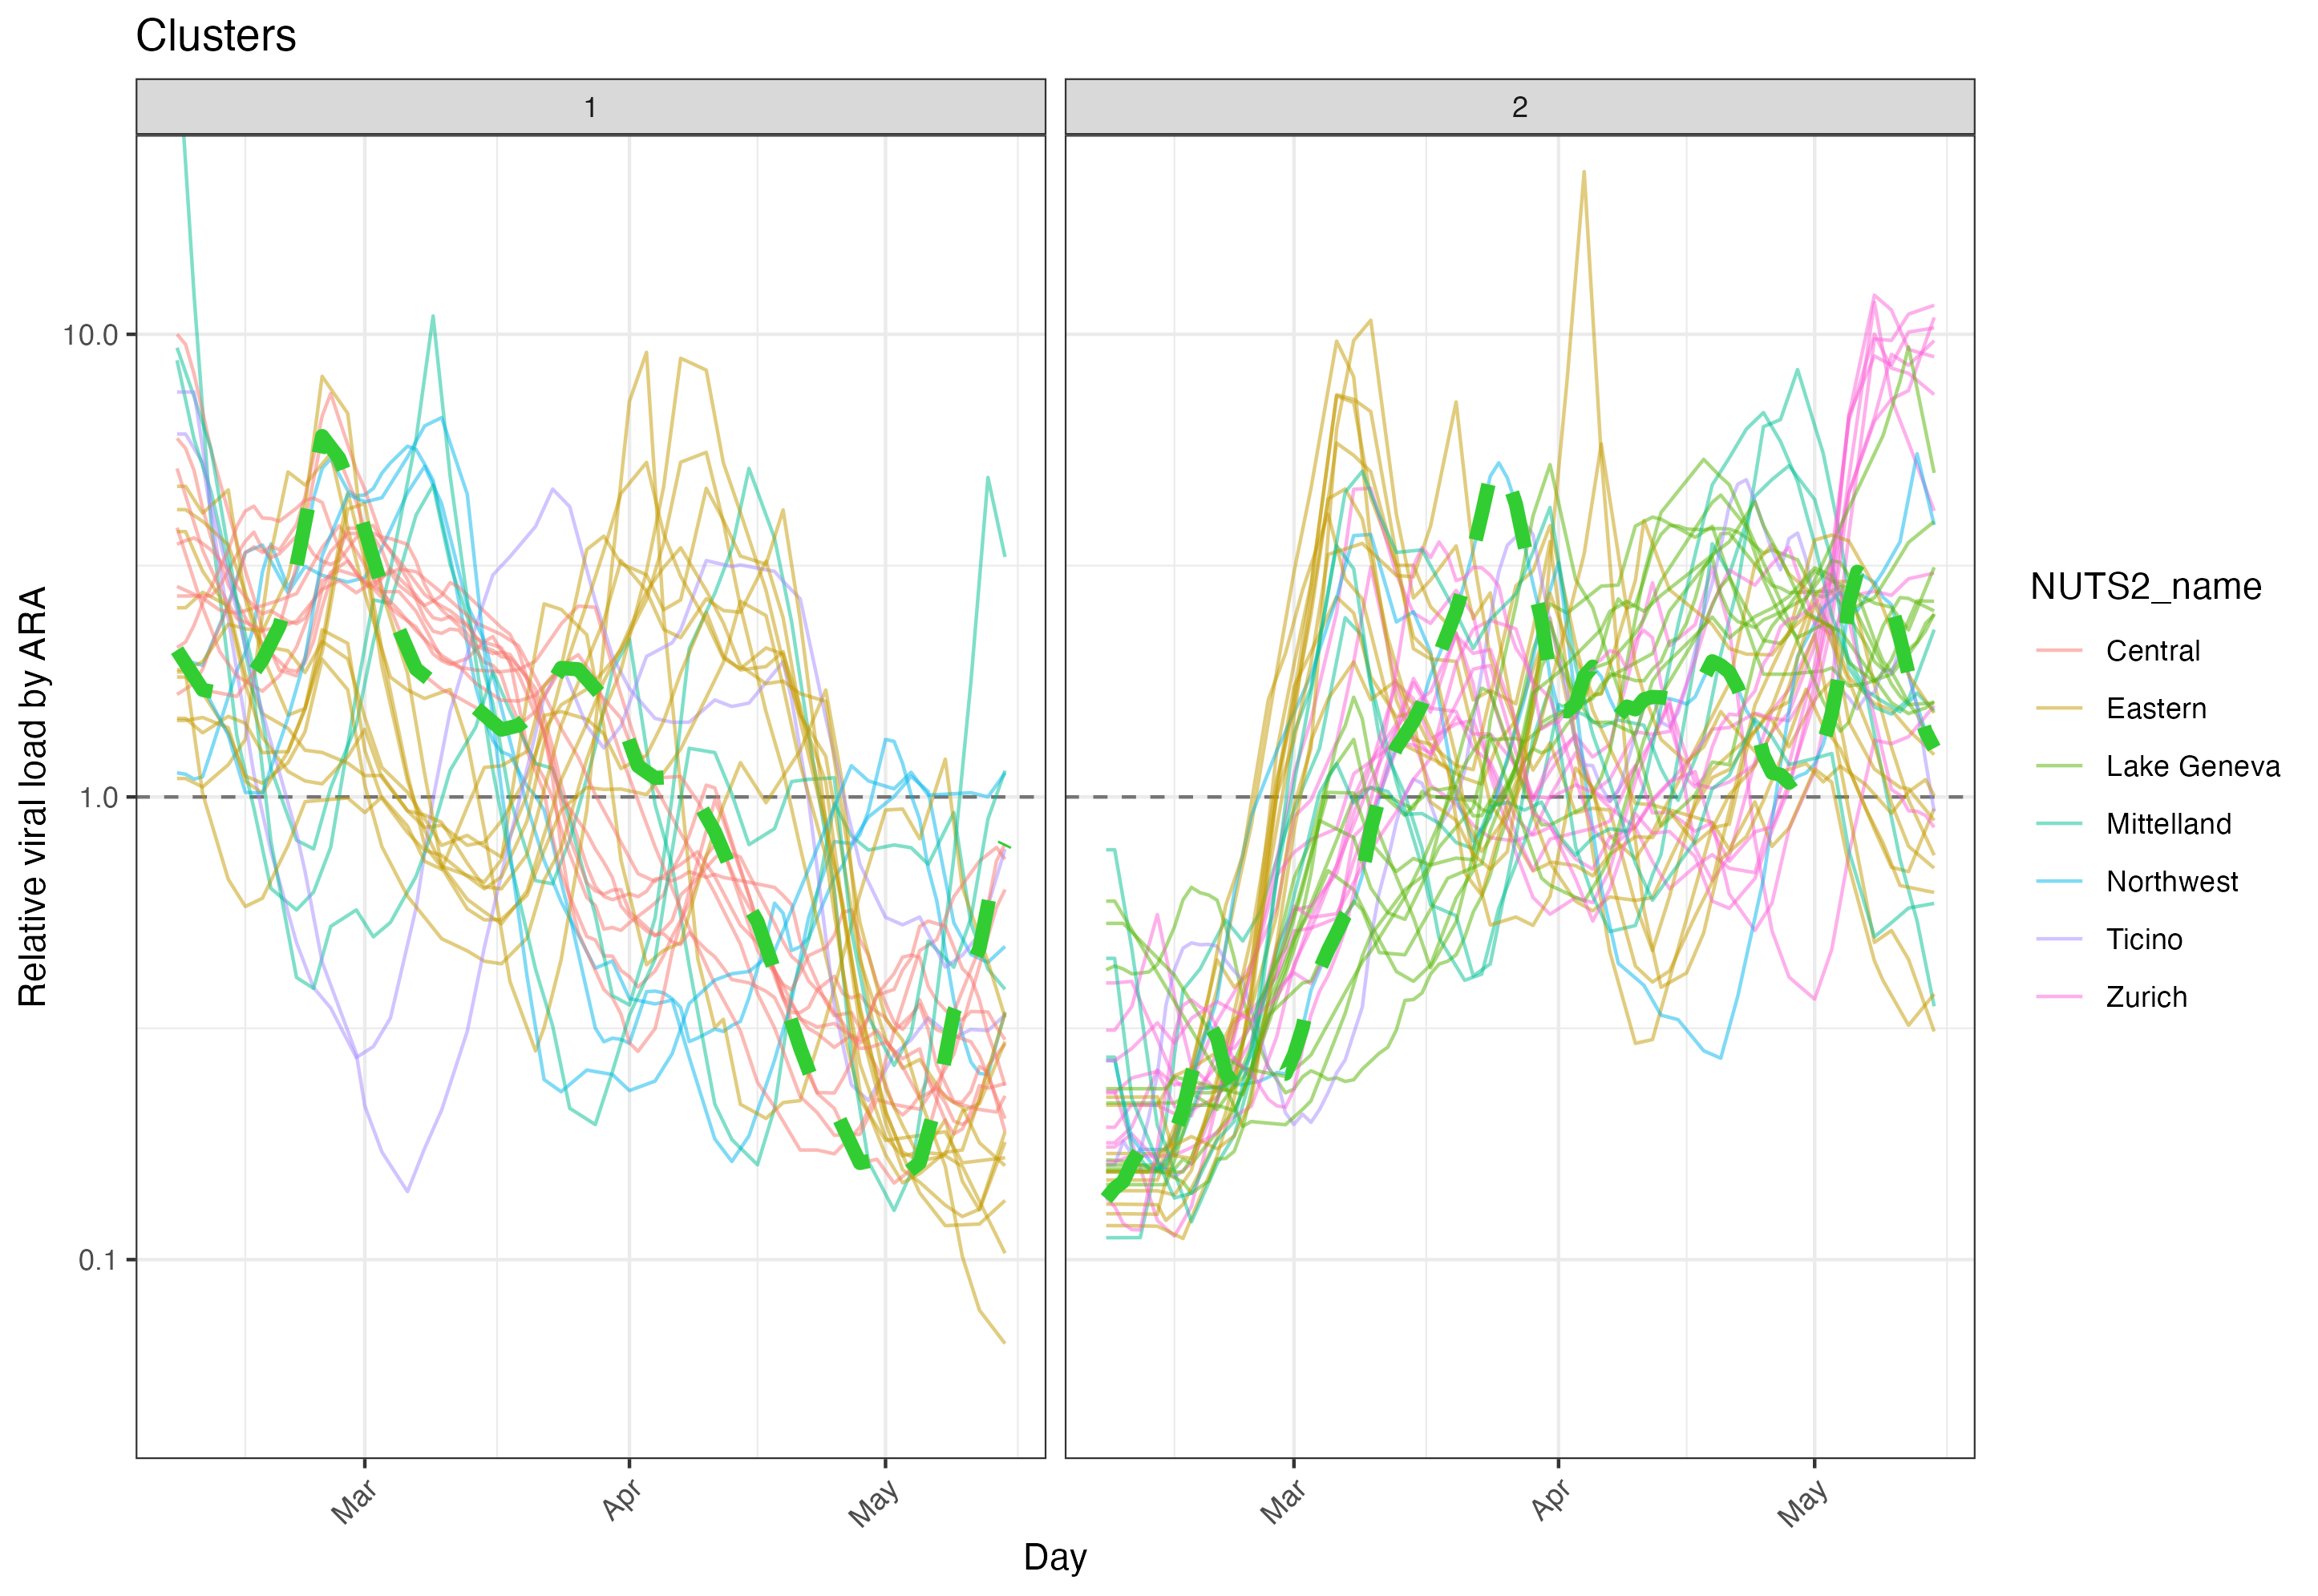 Clusters
1
2
Relative viral load by ARA
10.0
1.0
0.1
Mar
Apr
May
Mar
Apr
May
Day
NUTS2_name
Central
Eastern
Lake Geneva
Mittelland
Northwest
Ticino
Zurich